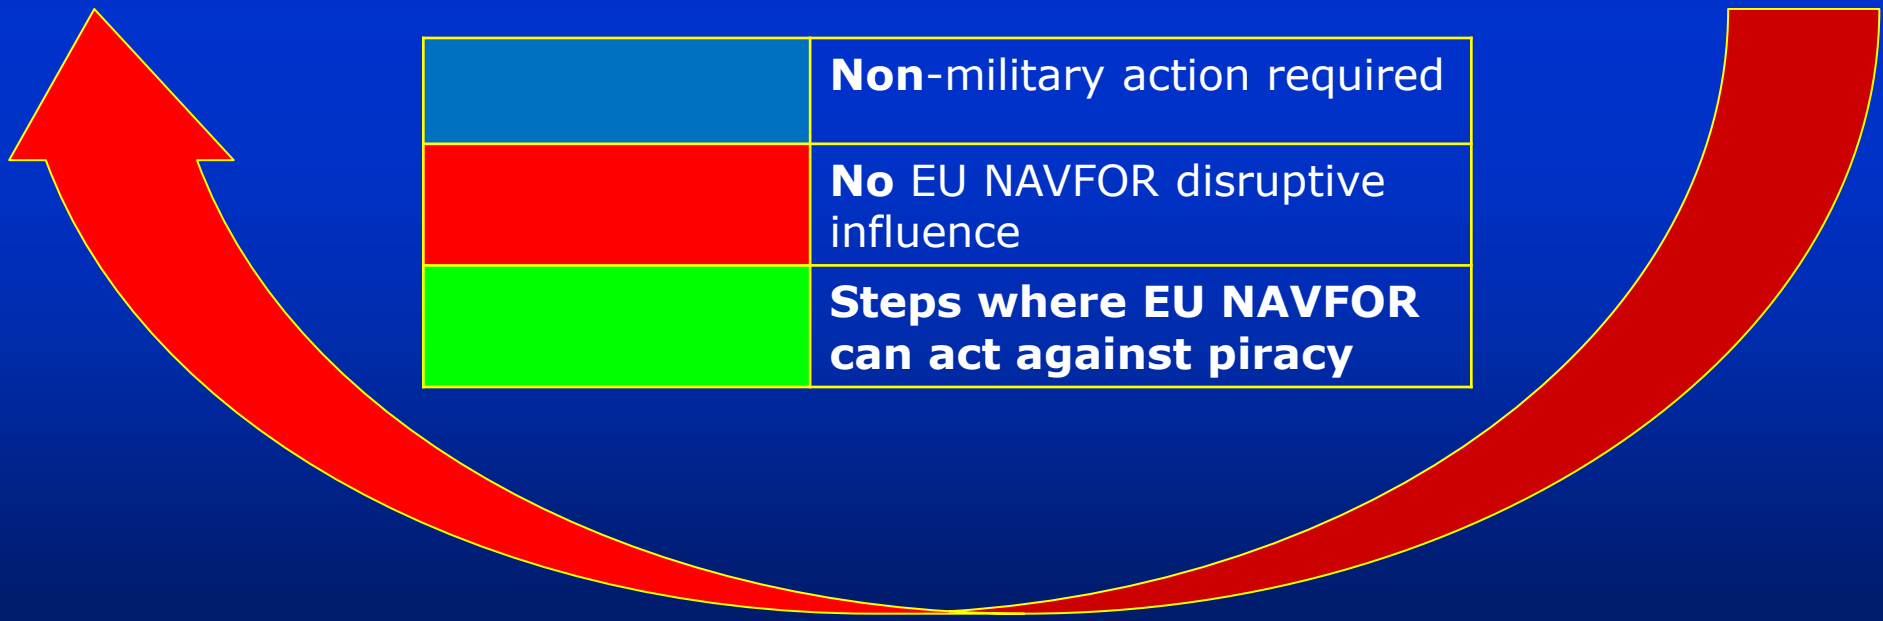 Non-military action required
No EU NAVFOR disruptive
influence
Steps where EU NAVFOR
can act against piracy